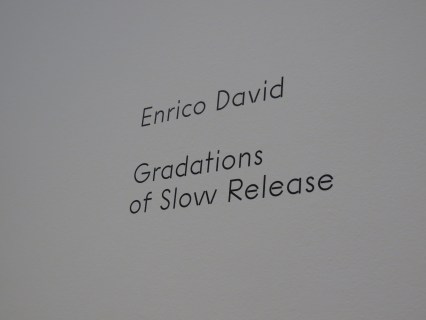 Enrico David
Gradations
of Slow Release